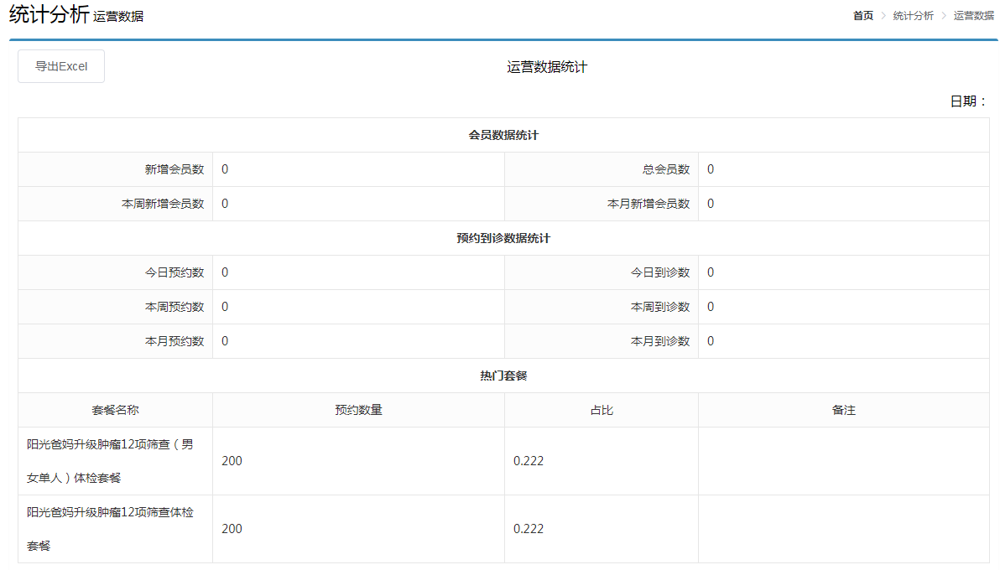 统计分析 运营数据
首页 > 统计分析 > 运营数据
导出Excel
运营数据统计
日期：
会员数据统计
新增会员数 0 总会员数 0
本周新增会员数 0 本月新增会员数 0
预约到诊数据统计
今日预约数 0 今日到诊数 0
本周预约数 0 本周到诊数 0
本月预约数 0 本月到诊数 0
热门套餐
套餐名称 预约数量 占比 备注
阳光爸妈升级肿瘤12项筛查（男
女单人）体检套餐
200 0.222
阳光爸妈升级肿瘤12项筛查体检
套餐
200 0.222